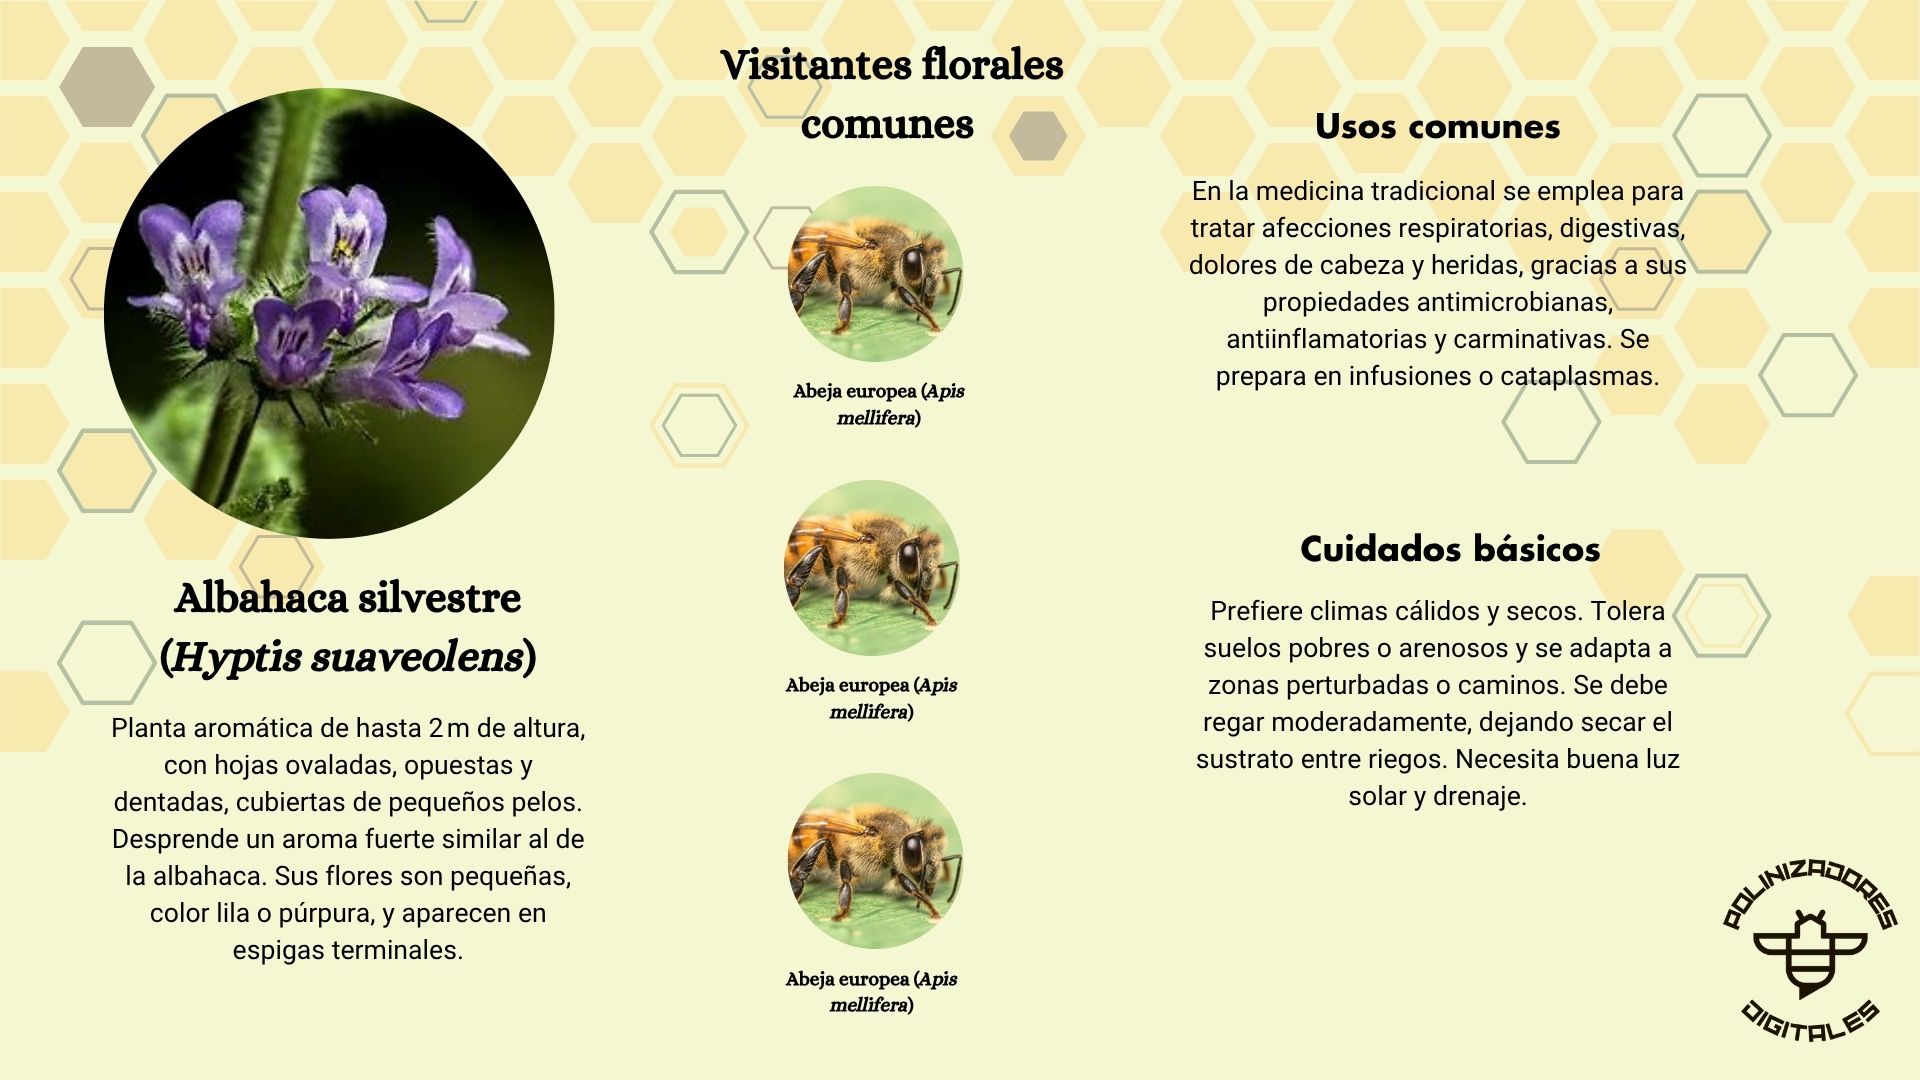 Albahaca silvestre
(Hyptis suaveolens)
Planta aromática de hasta 2 m de altura,
con hojas ovaladas, opuestas y
dentadas, cubiertas de pequeños pelos.
Desprende un aroma fuerte similar al de
la albahaca. Sus flores son pequeñas,
color lila o púrpura, y aparecen en
espigas terminales.
Visitantes florales
comunes
Abeja europea (Apis
mellifera)
Abeja europea (Apis
mellifera)
Abeja europea (Apis
mellifera)
Usos comunes
En la medicina tradicional se emplea para
tratar afecciones respiratorias, digestivas,
dolores de cabeza y heridas, gracias a sus
propiedades antimicrobianas,
antiinflamatorias y carminativas. Se
prepara en infusiones o cataplasmas.
Cuidados básicos
Prefiere climas cálidos y secos. Tolera
suelos pobres o arenosos y se adapta a
zonas perturbadas o caminos. Se debe
regar moderadamente, dejando secar el
sustrato entre riegos. Necesita buena luz
solar y drenaje.
POLINIZADORES
DIGITALES